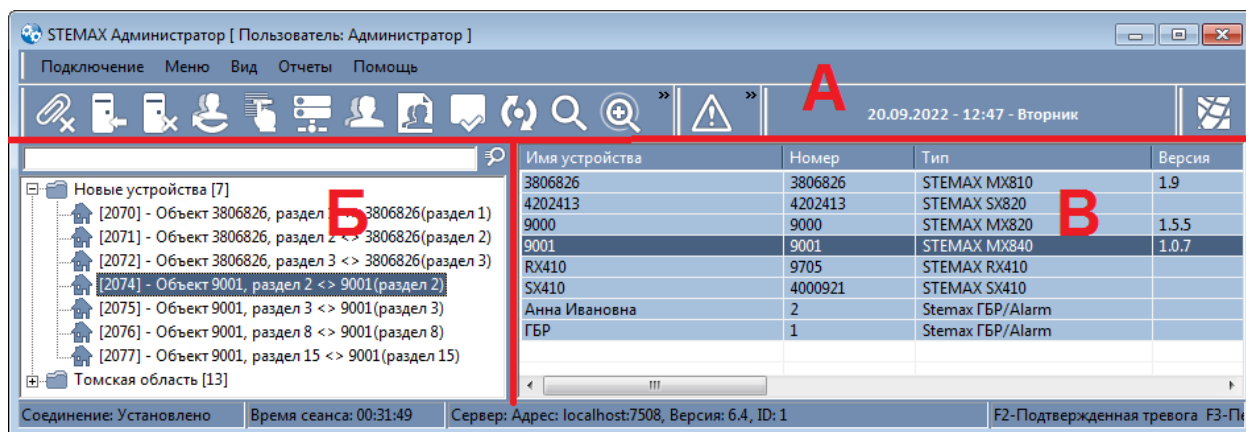 STEMAX Администратор [ Пользователь: Администратор ]
Подключение Меню Вид Отчеты Помощь
» » А 20.09.2022 - 12:47 - Вторник
Имя устройства Номер Тип Версия
Новые устройства [7]
[2070] - Объект 3806826, раздел <> 3806826(раздел 1)
[2071] - Объект 3806826, раздел 2 <> 3806826(раздел 2)
[2072] - Объект 3806826, раздел 3 <> 3806826(раздел 3)
[2074] - Объект 9001, раздел 2 <> 9001(раздел 2)
[2075] - Объект 9001, раздел 3 <> 9001(раздел 3)
[2076] - Объект 9001, раздел 8 <> 9001(раздел 8)
[2077] - Объект 9001, раздел 15 <> 9001(раздел 15)
Томская область [13]
Б
3806826 3806826 STEMAX MX810 1.9
4202413 4202413 STEMAX SX820
9000 9000 STEMAX MX820 1.5.5
9001 9001 STEMAX MX840 1.0.7
RX410 9705 STEMAX RX410
SX410 4000921 STEMAX SX410
Анна Ивановна 2 Stemax ГБР/Alarm
ГБР 1 Stemax ГБР/Alarm
В
Соединение: Установлено Время сеанса: 00:31:49 Сервер: Адрес: localhost:7508, Версия: 6.4, ID: 1 F2-Подтвержденная тревога